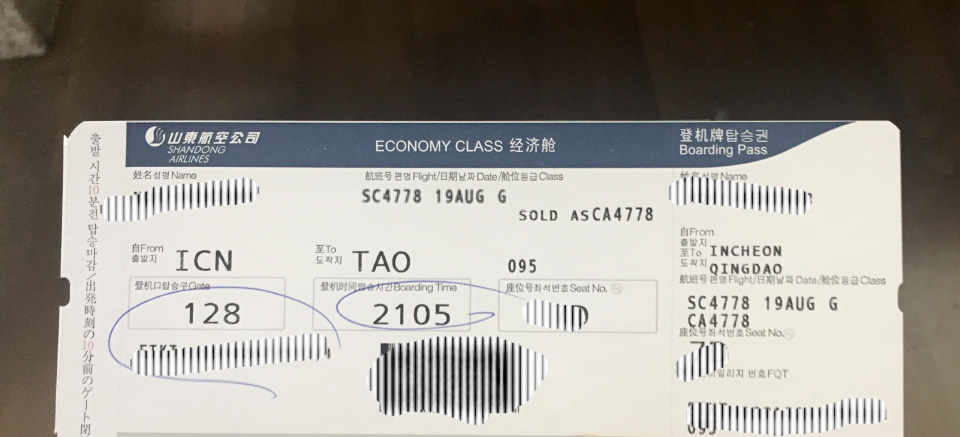 출발 시간 10분전 탑승마감/出発時刻の10分前のゲート閉
山東航空公司
SHANDONG
AIRLINES
ECONOMY CLASS 经济舱
登机牌탑승권
Boarding Pass
姓名성명Name
航班号편명Flight/日期날짜Date/舱位등급Class
SC4778 19AUG G
SOLD AS CA4778
自From
출발지
ICN
至To
도착지
TAO
095
登机口탑승구Gate
128
登机时间탑승시간Boarding Time
2105
座位号좌석번호Seat No.
D
姓名성명Name
自From
출발지
INCHEON
至To
도착지
QINGDAO
航班号편명Flight/日期날짜Date/舱位등급Class
SC4778 19AUG G
CA4778
座位号좌석번호Seat No.
마일리지 번호FQT